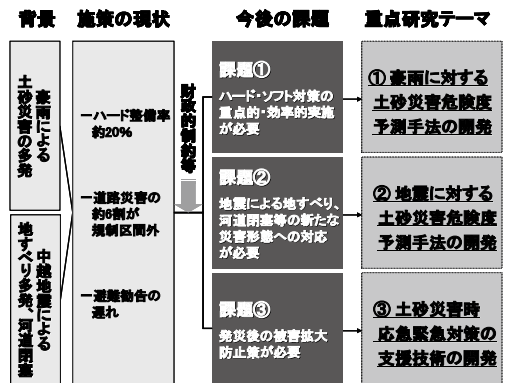 背景
施策の現状
今後の課題
重点研究テーマ
豪雨による
土砂災害の多発
中越地震による
地すべり多発、河道閉塞
―ハード整備率
約20%
―道路災害の
約6割が
規制区間外
―避難勧告の
遅れ
財政的制約等
課題①
ハード・ソフト対策の
重点的・効率的実施
が必要
課題②
地震による地すべり、
河道閉塞等の新たな
災害形態への対応
が必要
課題③
発災後の被害拡大
防止策が必要
① 豪雨に対する
土砂災害危険度
予測手法の開発
② 地震に対する
土砂災害危険度
予測手法の開発
③ 土砂災害時
応急緊急対策の
支援技術の開発